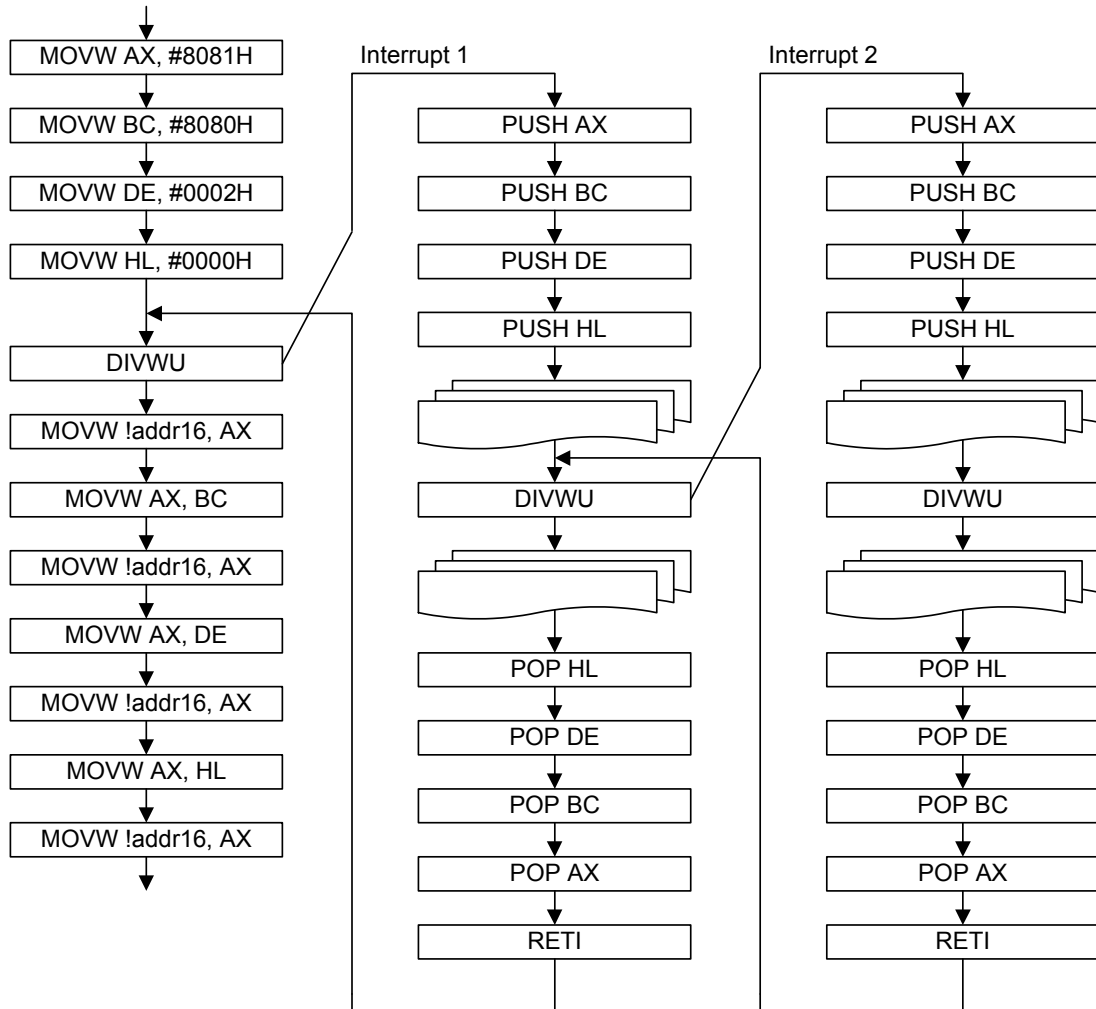 MOVW AX, #8081H
MOVW BC, #8080H
MOVW DE, #0002H
MOVW HL, #0000H
DIVWU
MOVW !addr16, AX
MOVW AX, BC
MOVW !addr16, AX
MOVW AX, DE
MOVW !addr16, AX
MOVW AX, HL
MOVW !addr16, AX
Interrupt 1
PUSH AX
PUSH BC
PUSH DE
PUSH HL
DIVWU
POP HL
POP DE
POP BC
POP AX
RETI
Interrupt 2
PUSH AX
PUSH BC
PUSH DE
PUSH HL
DIVWU
POP HL
POP DE
POP BC
POP AX
RETI